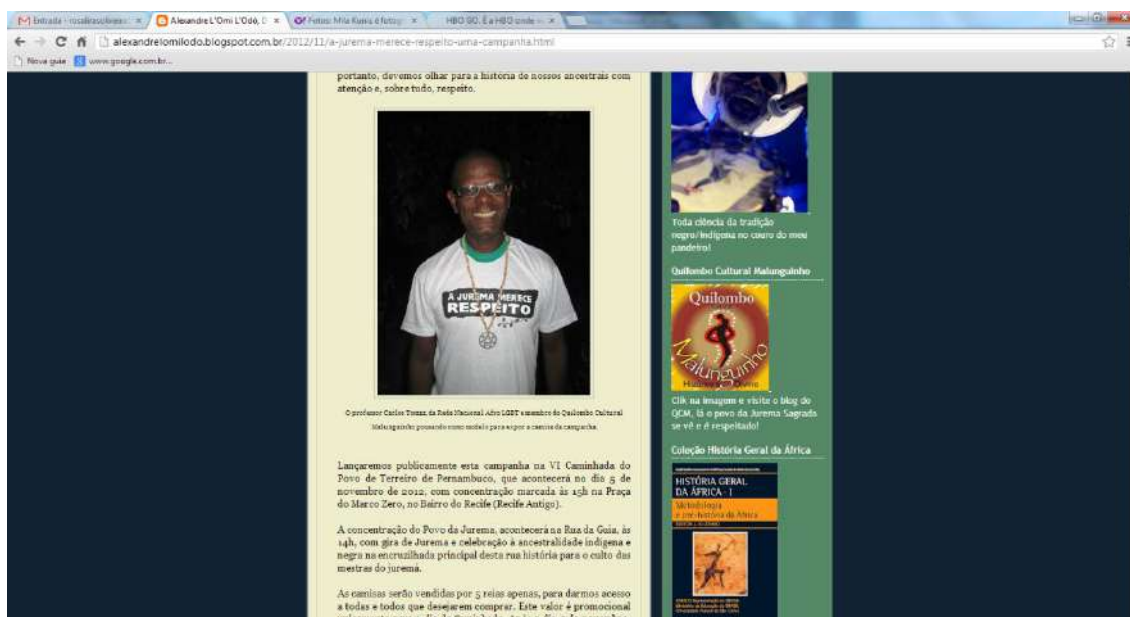 Entrada - rosaliraso
Alexandre L'Omi L'Odò, D
Fotos: Mila Kunis é fotog
HBO GO. É a HBO onde
alexandrelomilodo.blogspot.com.br/2012/11/a-jurema-merece-respeito-uma-campanha.html
Nova guia
www.google.com.br...
portanto, devemos olhar para a história de nossos ancestrais com
atenção e, sobre tudo, respeito.
A JUREMA MERECE
RESPEITO
O professor Carlos Tomaz da Rede Nacional Afro LGBT e membro do Quilombo Cultural
Malunguinho pousando como modelo para expor a camisa da campanha.
Lançaremos publicamente esta campanha na VI Caminhada do
Povo de Terreiro de Pernambuco, que acontecerá no dia 5 de
novembro de 2012, com concentração marcada às 15h na Praça
do Marco Zero, no Bairro do Recife (Recife Antigo).
A concentração do Povo da Jurema, acontecerá na Rua da Guia, às
14h, com gira de Jurema e celebração à ancestralidade indígena e
negra na encruzilhada principal desta rua história para o culto das
mestras do juremá.
As camisas serão vendidas por 5 reias apenas, para darmos acesso
a todas e todos que desejarem comprar. Este valor é promocional
Toda ciência da tradição
negro/indígena no couro do meu
pandeiro!
Quilombo Cultural Malunguinho
Quilombo
Malunguinho
Clik na imagem e visite o blog do
QCM, lá o povo da Jurema Sagrada
se vê e é respeitado!
Coleção História Geral da África
HISTÓRIA GERAL
DA ÁFRICA - I
Metodologia
e pré-história da África